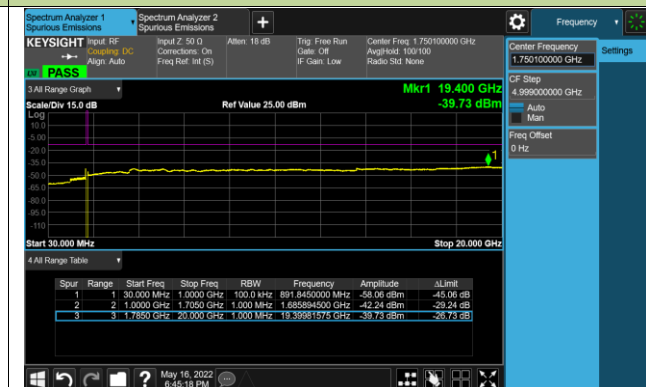 Spectrum Analyzer 1
Spurious Emissions
Spectrum Analyzer 2
Spurious Emissions
+
Frequency
KEYSIGHT
Input: RF
Coupling: DC
Align: Auto
Input Z: 50 Ω
Corrections: On
Freq Ref: Int (S)
Atten: 18 dB
Trig: Free Run
Gate: Off
IF Gain: Low
Center Freq: 1.750100000 GHz
Avg|Hold: 100/100
Radio Std: None
PASS
3 All Range Graph
Mkr1 19.400 GHz
Scale/Div 15.0 dB
Ref Value 25.00 dBm
-39.73 dBm
Log
10.0
-5.00
-20.0
-35.0
-50.0
-65.0
-80.0
-95.0
-110
1
Start 30.000 MHz
Stop 20.000 GHz
4 All Range Table
Spur Range Start Freq Stop Freq RBW Frequency Amplitude ΔLimit
1 1 30.000 MHz 1.0000 GHz 100.0 kHz 891.8450000 MHz -58.06 dBm -45.06 dB
2 2 1.0000 GHz 1.7050 GHz 1.000 MHz 1.685894500 GHz -42.24 dBm -29.24 dB
3 3 1.7850 GHz 20.000 GHz 1.000 MHz 19.39981575 GHz -39.73 dBm -26.73 dB
May 16, 2022
6:45:18 PM
Center Frequency
1.750100000 GHz
Settings
CF Step
4.999000000 GHz
Auto
Man
Freq Offset
0 Hz